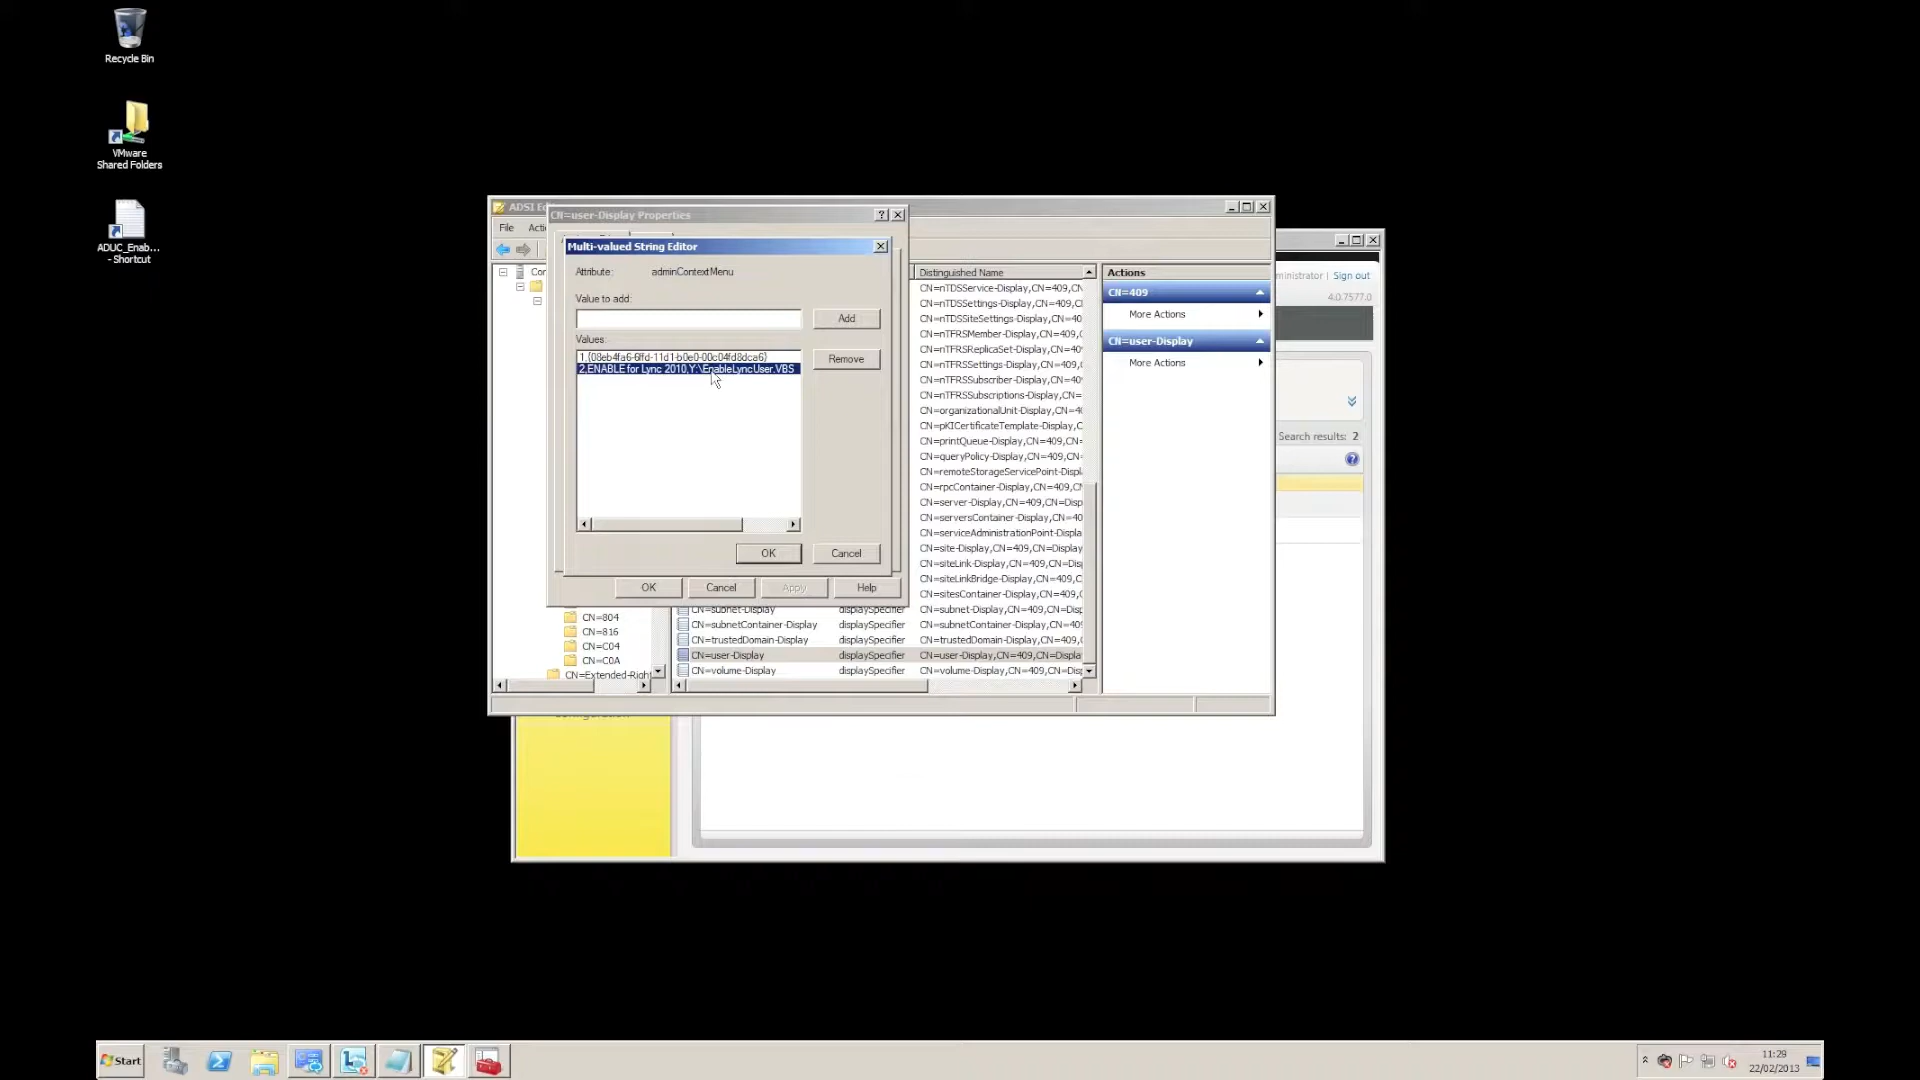 Recycle Bin
VMware
Shared Folders
ADUC_Enab...
- Shortcut
ADSI
CN=user-Display Properties
File
Multi-valued String Editor
Attribute:
adminContextMenu
Value to add:
Add
Values:
1,{08eb4fa6-6ffd-11d1-b0e0-00c04fd8dca6}
2,ENABLE for Lync 2010,Y:\EnableLyncUser.VBS
Remove
OK
Cancel
OK
Cancel
Apply
Help
Distinguished Name
CN=nTDSService-Display,CN=409,CN
CN=nTDSSettings-Display,CN=409,C
CN=nTDSSiteSettings-Display,CN=40
CN=nTFRSMember-Display,CN=409,C
CN=nTFRSReplicaSet-Display,CN=40
CN=nTFRSSettings-Display,CN=409,C
CN=nTFRSSubscriber-Display,CN=40
CN=nTFRSSubscriptions-Display,CN=
CN=organizationalUnit-Display,CN=4
CN=pKICertificateTemplate-Display,C
CN=printQueue-Display,CN=409,CN=
CN=queryPolicy-Display,CN=409,CN=
CN=remoteStorageServicePoint-Displ
CN=rpcContainer-Display,CN=409,C
CN=server-Display,CN=409,CN=Disp
CN=serversContainer-Display,CN=40
CN=serviceAdministrationPoint-Displa
CN=site-Display,CN=409,CN=Display
CN=siteLink-Display,CN=409,CN=Dis
CN=siteLinkBridge-Display,CN=409,C
CN=sitesContainer-Display,CN=409,C
CN=subnet-Display displaySpecifier CN=subnet-Display,CN=409,CN=Dis
CN=subnetContainer-Display displaySpecifier CN=subnetContainer-Display,CN=409
CN=trustedDomain-Display displaySpecifier CN=trustedDomain-Display,CN=409,
CN=user-Display displaySpecifier CN=user-Display,CN=409,CN=Displa
CN=volume-Display displaySpecifier CN=volume-Display,CN=409,CN=Dis
CN=804
CN=816
CN=C04
CN=C0A
CN=Extended-Right
Actions
CN=409
More Actions
CN=user-Display
More Actions
Sign out
4.0.7577.0
Search results: 2
Start
11:29
22/02/2013